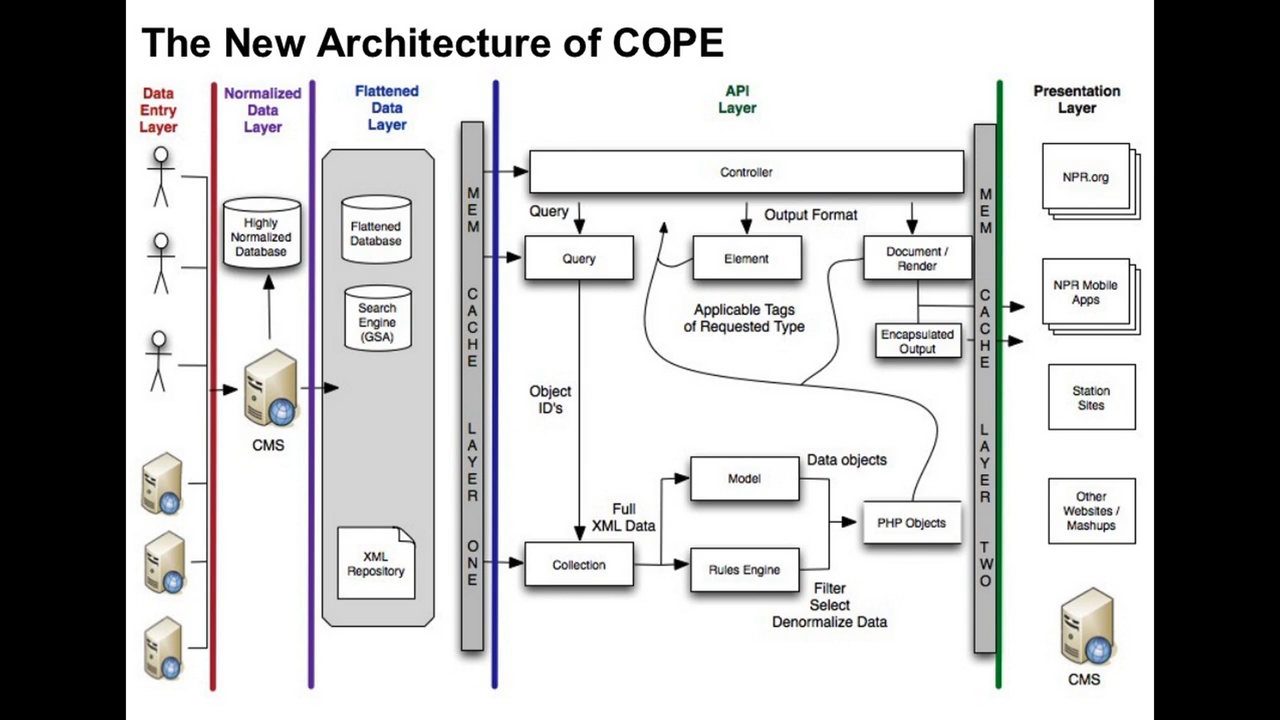 The New Architecture of COPE
Data
Entry
Layer
Normalized
Data
Layer
Flattened
Data
Layer
API
Layer
Presentation
Layer
Highly
Normalized
Database
CMS
Flattened
Database
Search
Engine
(GSA)
XML
Repository
MEM CACHE LAYER ONE
Controller
Query
Output Format
Query
Element
Document /
Render
Applicable Tags
of Requested Type
Encapsulated
Output
Object
ID's
Full
XML Data
Model
Data objects
PHP Objects
Collection
Rules Engine
Filter
Select
Denormalize Data
MEM CACHE LAYER TWO
NPR.org
NPR Mobile
Apps
Station
Sites
Other
Websites /
Mashups
CMS